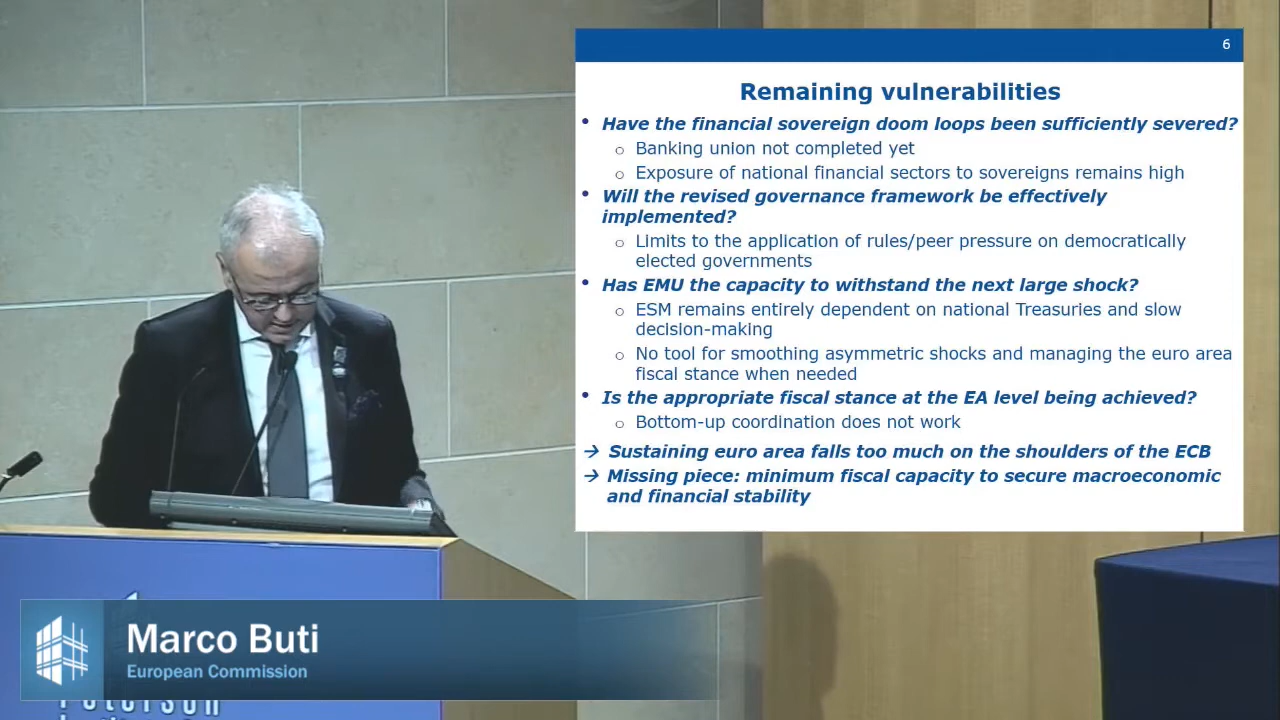 6
Remaining vulnerabilities
• Have the financial sovereign doom loops been sufficiently severed?
o Banking union not completed yet
o Exposure of national financial sectors to sovereigns remains high
• Will the revised governance framework be effectively
implemented?
o Limits to the application of rules/peer pressure on democratically
elected governments
• Has EMU the capacity to withstand the next large shock?
o ESM remains entirely dependent on national Treasuries and slow
decision-making
o No tool for smoothing asymmetric shocks and managing the euro area
fiscal stance when needed
• Is the appropriate fiscal stance at the EA level being achieved?
o Bottom-up coordination does not work
→ Sustaining euro area falls too much on the shoulders of the ECB
→ Missing piece: minimum fiscal capacity to secure macroeconomic
and financial stability
Marco Buti
European Commission
Peterson